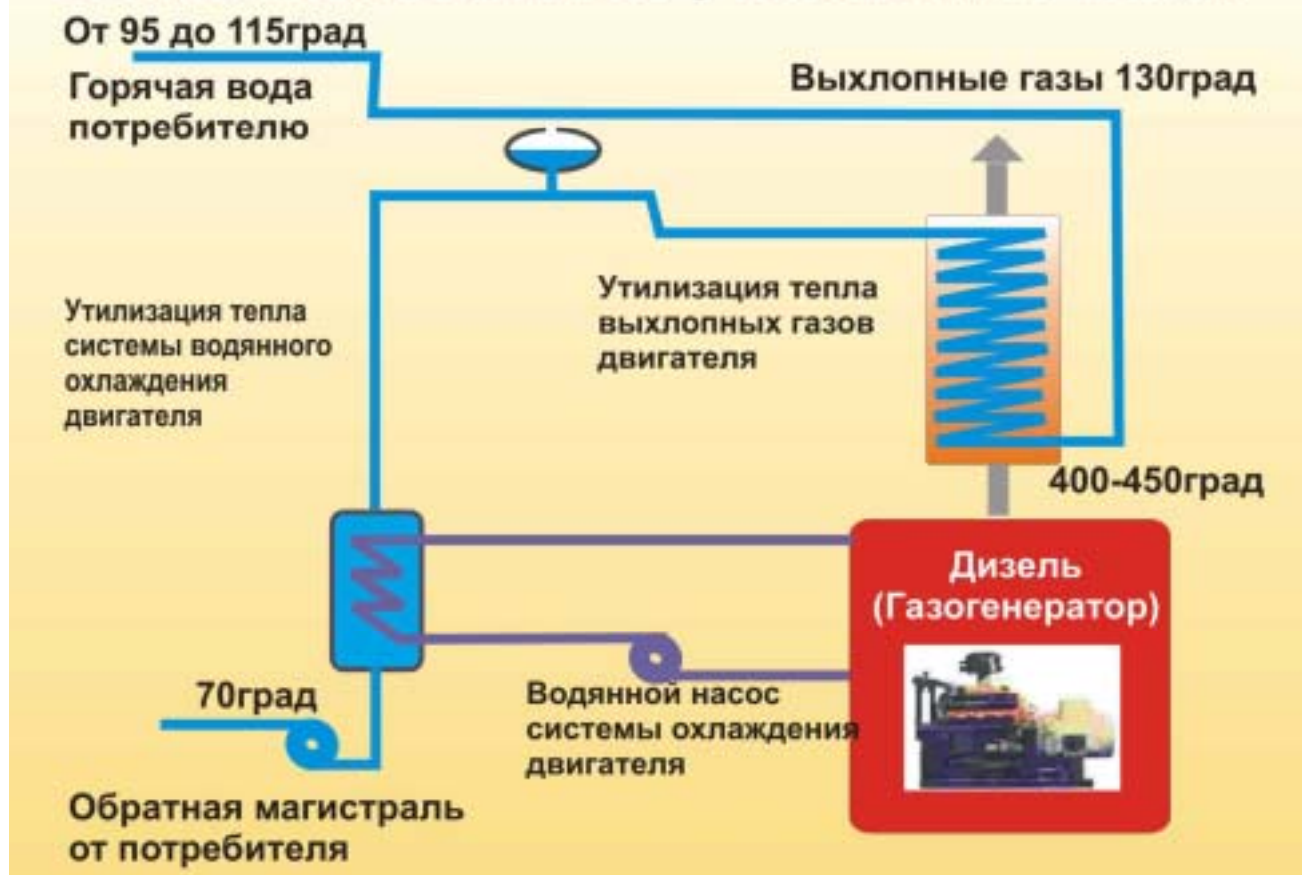 От 95 до 115град
Горячая вода
потребителю
Выхлопные газы 130град
Утилизация тепла
выхлопных газов
двигателя
Утилизация тепла
системы водянного
охлаждения
двигателя
400-450град
Дизель
(Газогенератор)
70град
Водянной насос
системы охлаждения
двигателя
Обратная магистраль
от потребителя